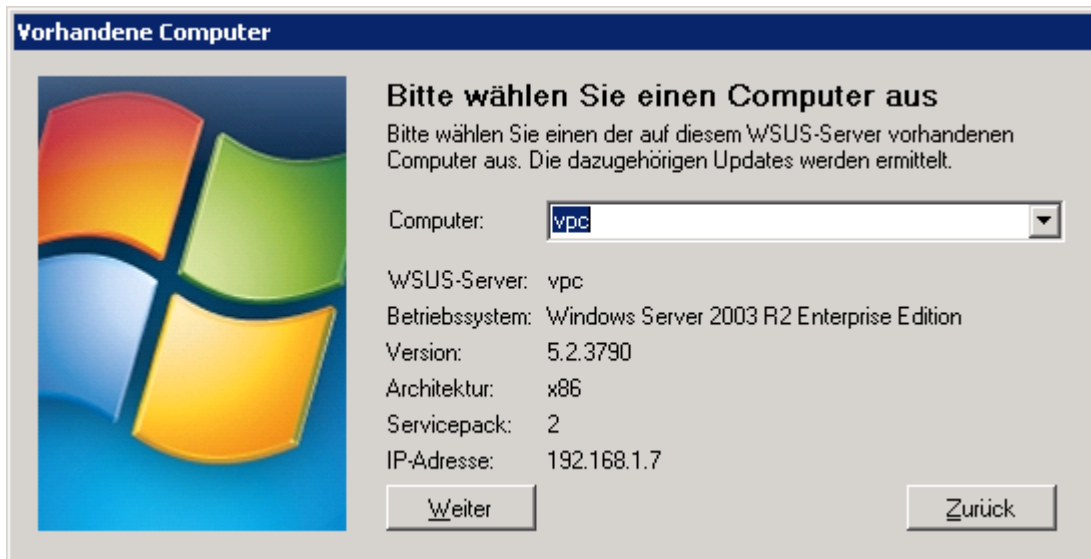 Vorhandene Computer
Bitte wählen Sie einen Computer aus
Bitte wählen Sie einen der auf diesem WSUS-Server vorhandenen
Computer aus. Die dazugehörigen Updates werden ermittelt.
Computer: vpc
WSUS-Server: vpc
Betriebssystem: Windows Server 2003 R2 Enterprise Edition
Version: 5.2.3790
Architektur: x86
Servicepack: 2
IP-Adresse: 192.168.1.7
Weiter Zurück